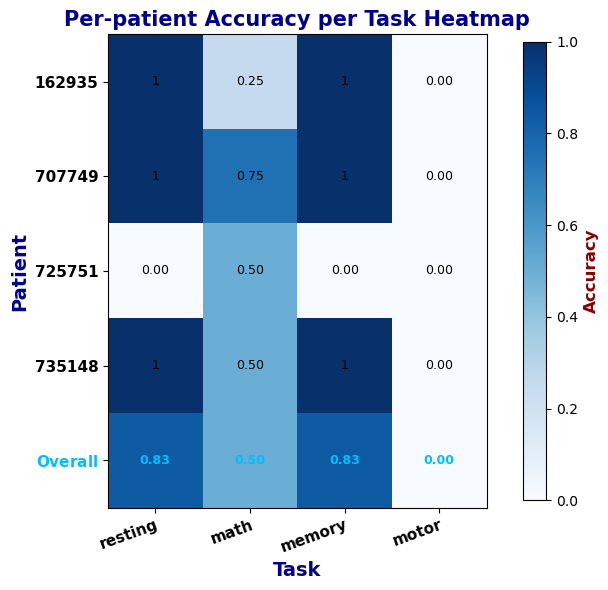 Per-patient Accuracy per Task Heatmap
Patient
162935 1 0.25 1 0.00
707749 1 0.75 1 0.00
725751 0.00 0.50 0.00 0.00
735148 1 0.50 1 0.00
Overall 0.83 0.50 0.83 0.00
resting math memory motor
Task
1.0
0.8
0.6
0.4
0.2
0.0
Accuracy